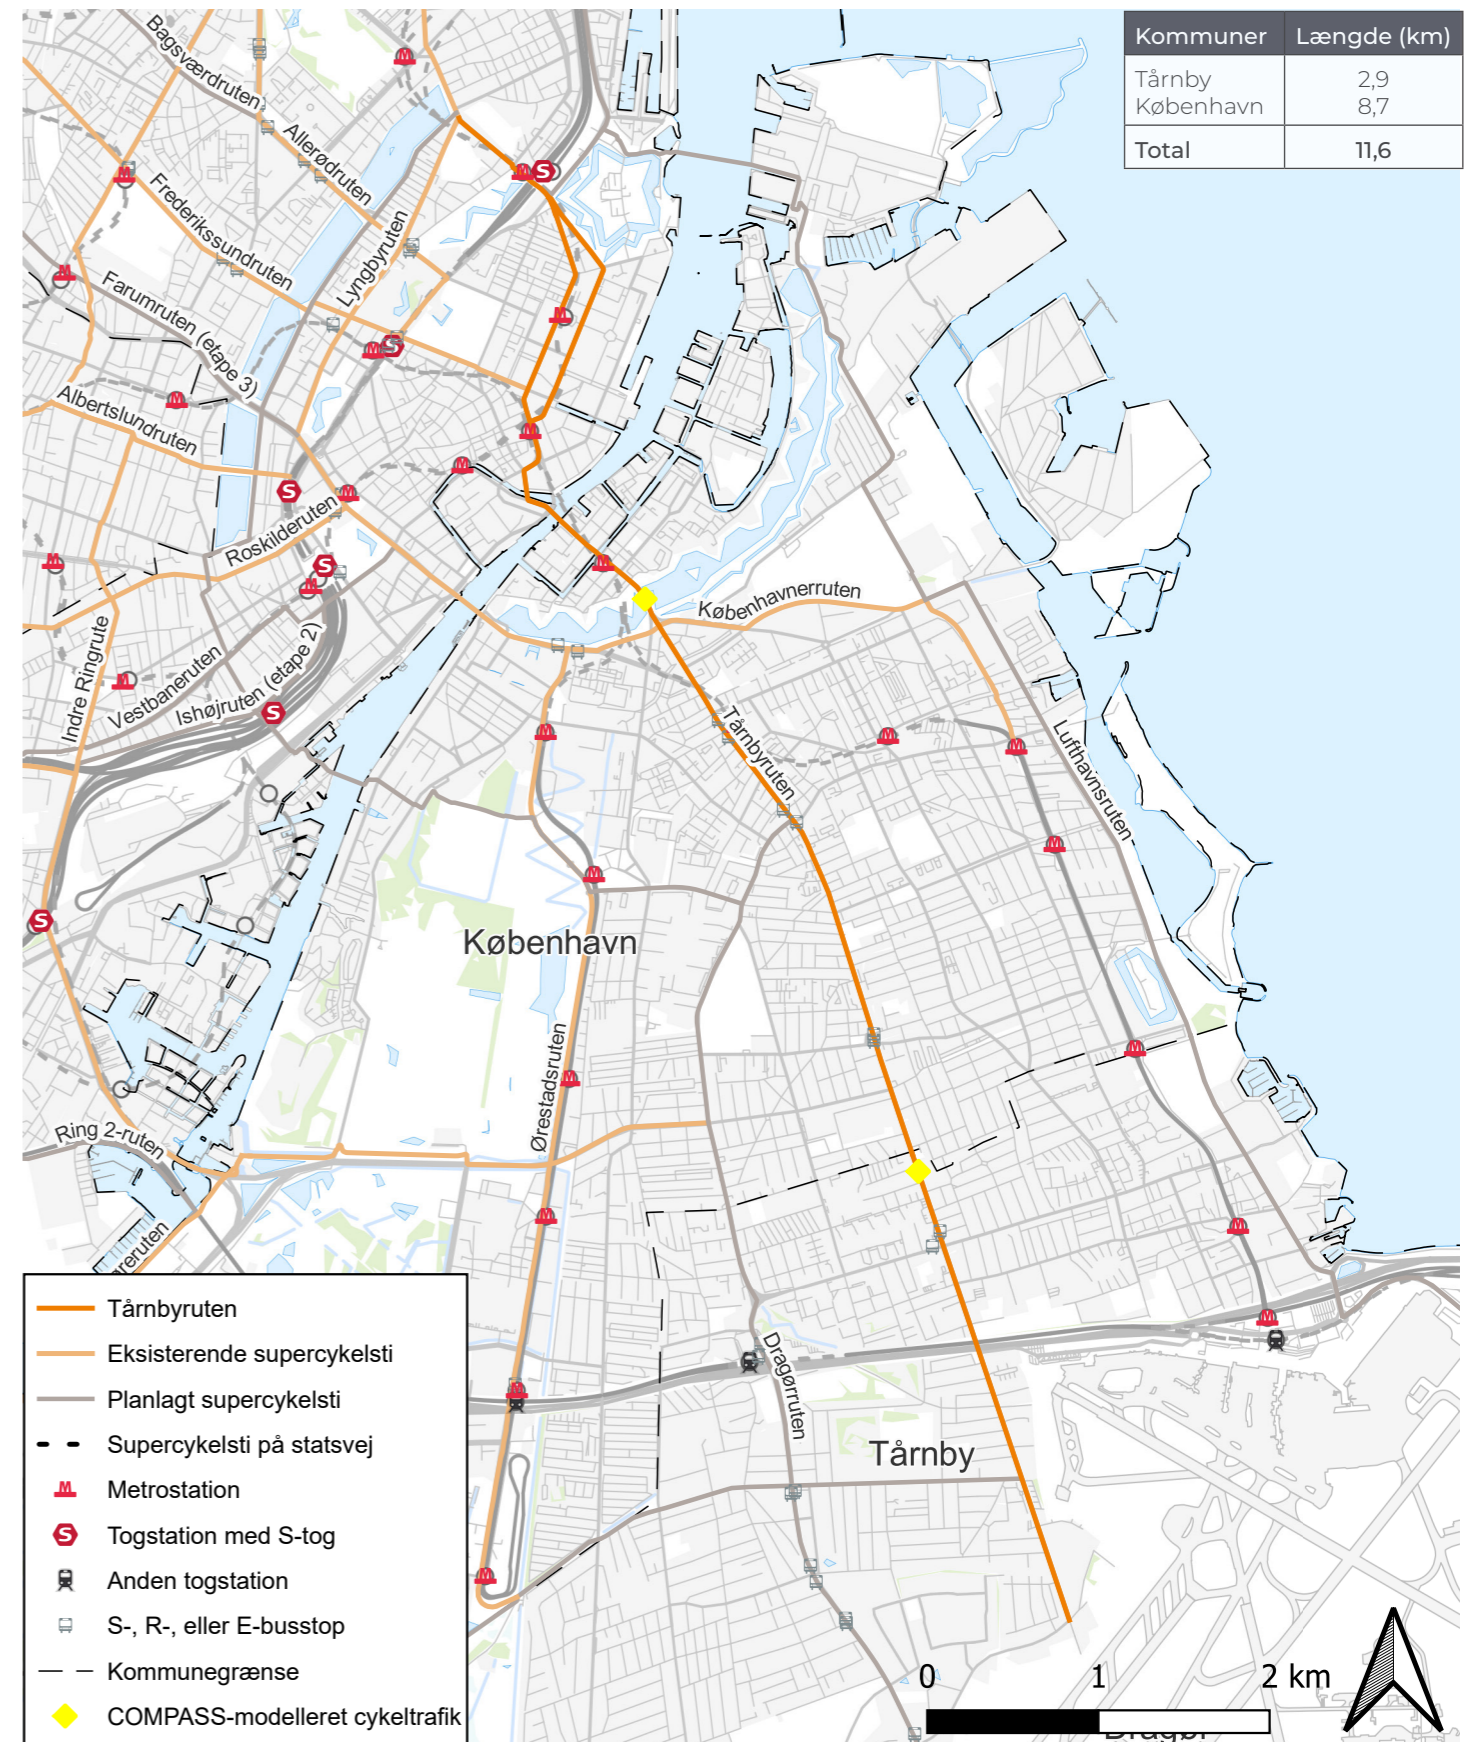 Kommuner Længde (km)
Tårnby 2,9
København 8,7
Total 11,6
Bagsværdruten
Allerødruten
Frederikssundruten
Lyngbyruten
Farumruten (etape 3)
Albertslundruten
Roskilderuten
Københavnerruten
Indre Ringrute
Vestbaneruten
Ishøjruten (etape 2)
Tårnbyruten
Lufthavnsruten
København
Ørestadsruten
Ring 2-ruten
Dragørruten
Tårnby
Tårnbyruten
Eksisterende supercykelsti
Planlagt supercykelsti
Supercykelsti på statsvej
Metrostation
Togstation med S-tog
Anden togstation
S-, R-, eller E-busstop
Kommunegrænse
COMPASS-modelleret cykeltrafik
0 1 2 km